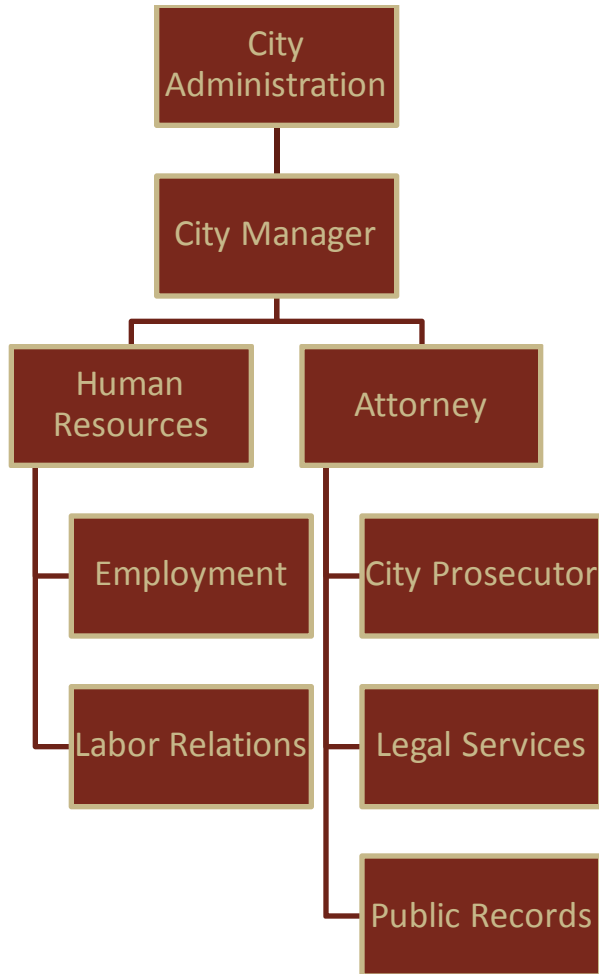 City
Administration
City Manager
Human
Resources
Attorney
Employment
City Prosecutor
Labor Relations
Legal Services
Public Records